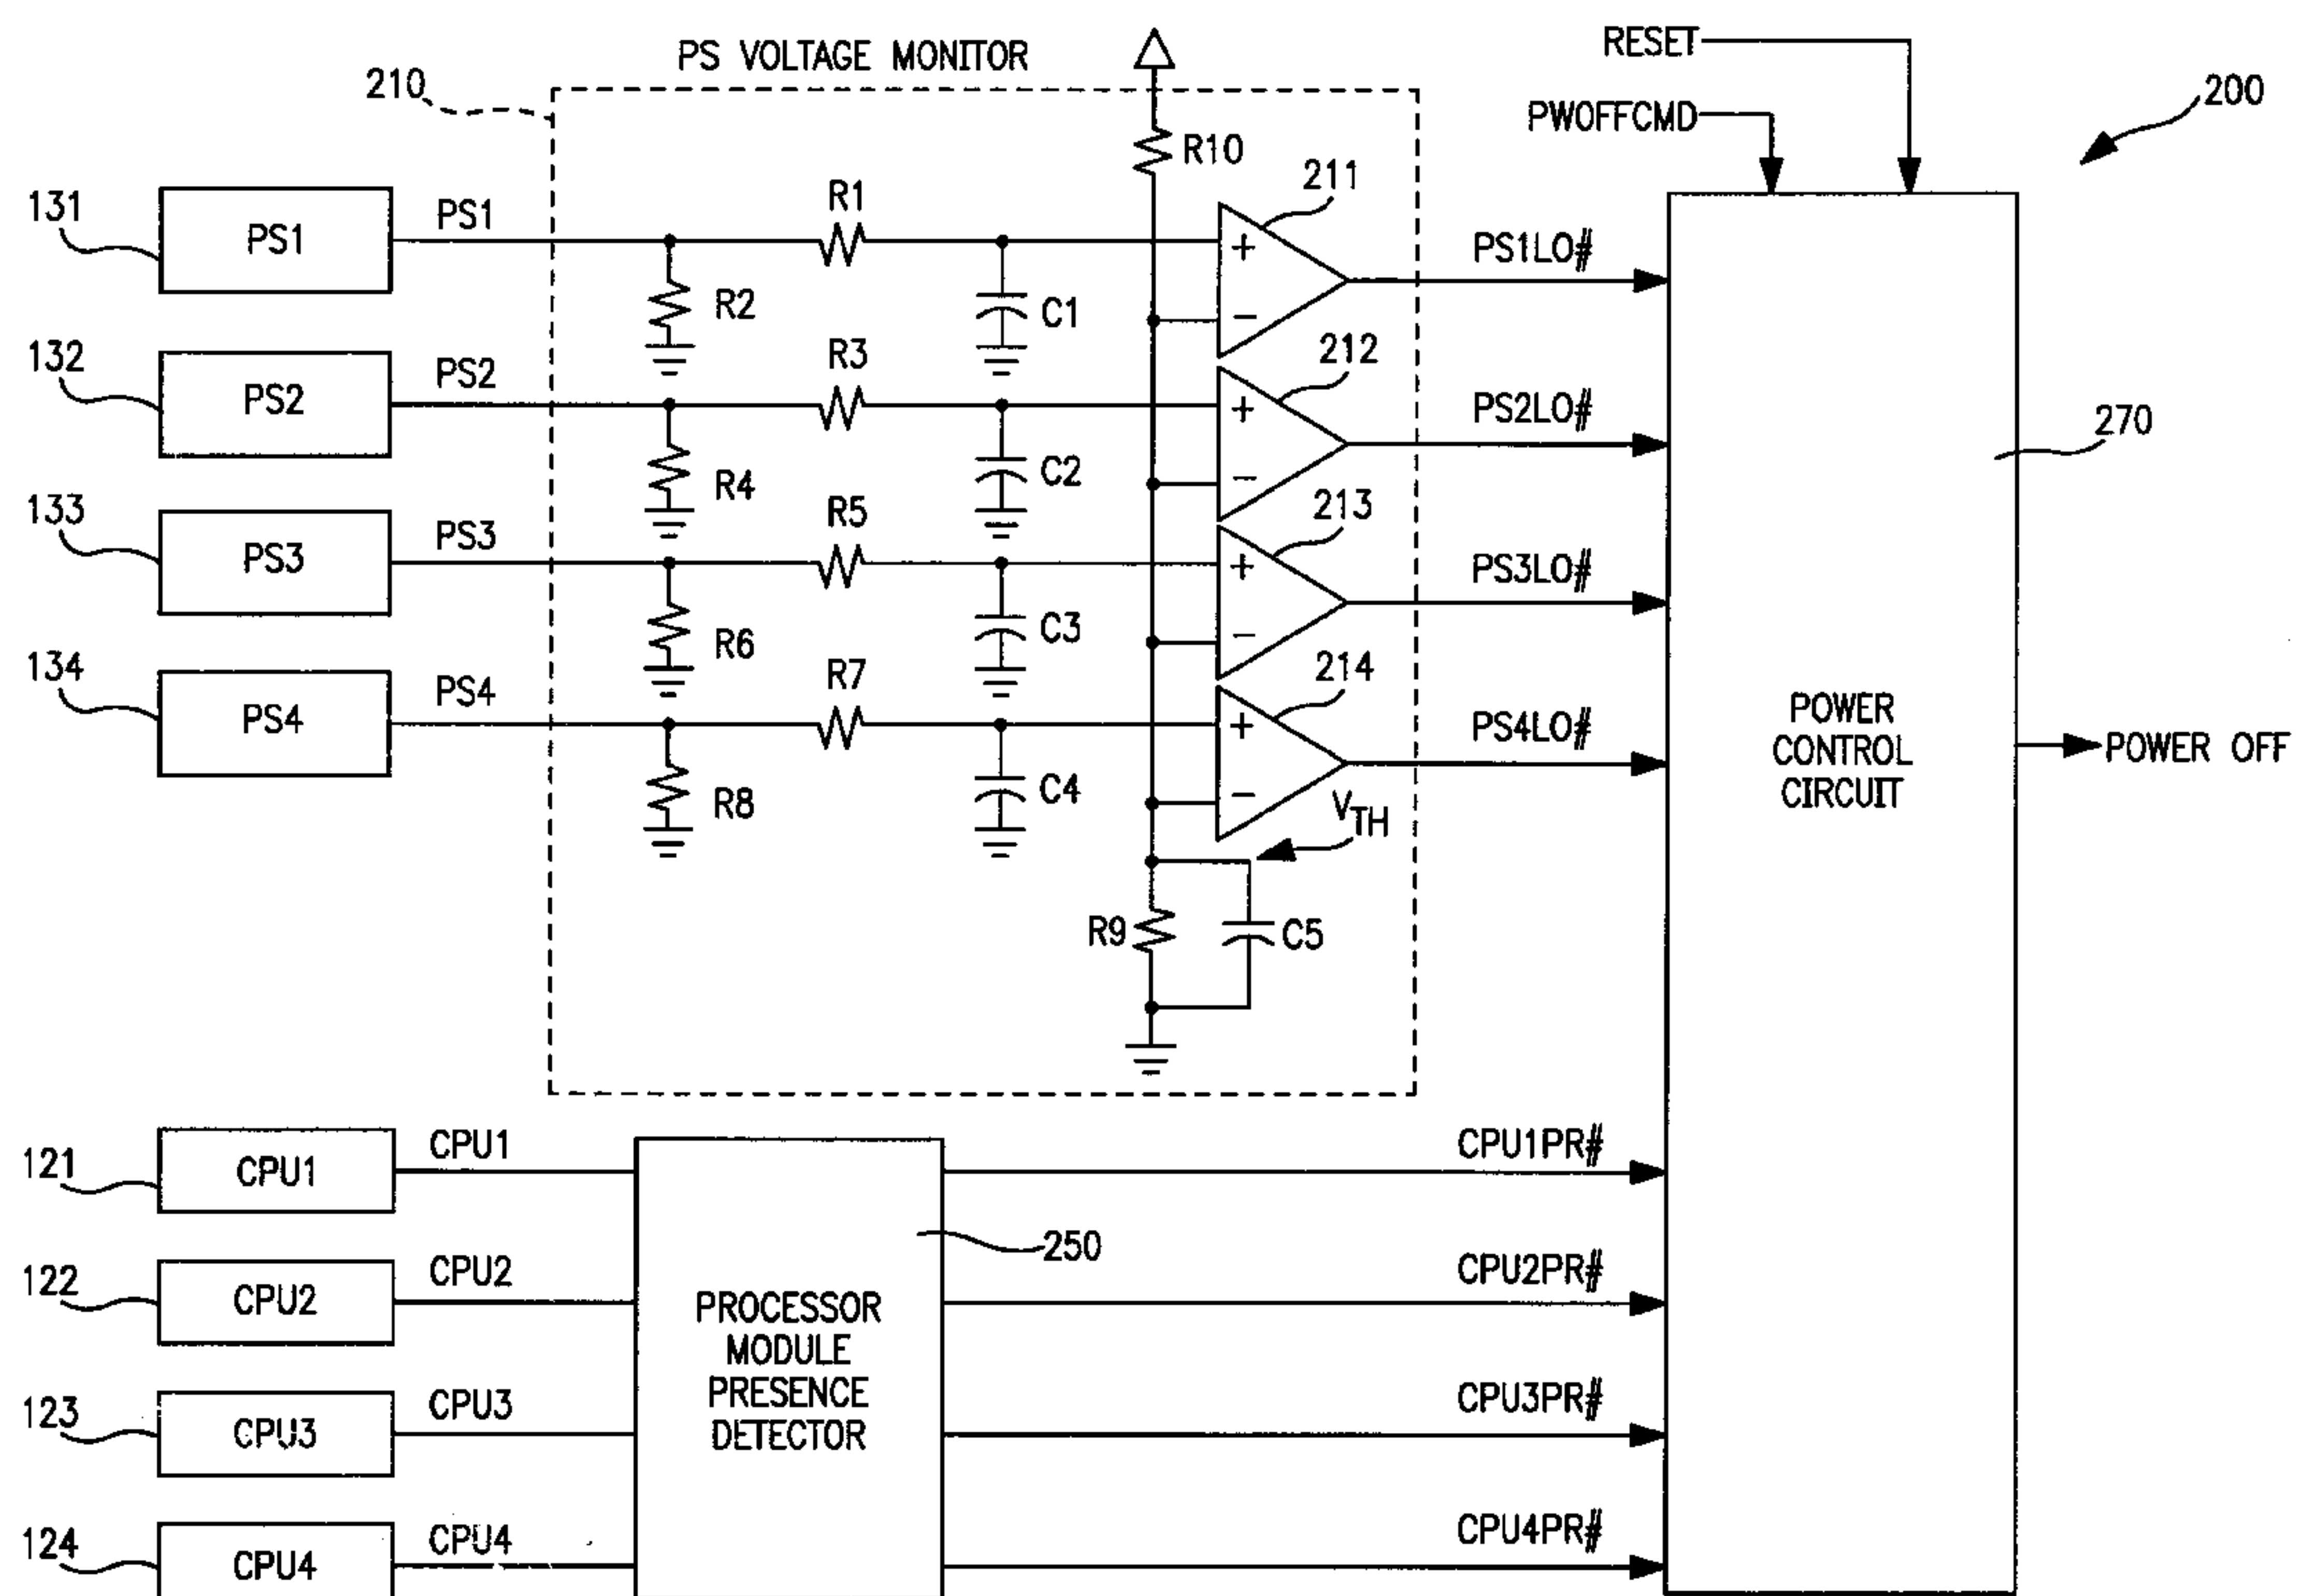 PS VOLTAGE MONITOR
210
RESET
PWOFFCMD
200
R10
131
PS1
PS1
R1
211
R2
C1
PS1LO#
132
PS2
PS2
R3
212
R4
C2
PS2LO#
270
133
PS3
PS3
R5
213
R6
C3
PS3LO#
134
PS4
PS4
R7
214
R8
C4
PS4LO#
VTH
POWER
CONTROL
CIRCUIT
POWER OFF
R9
C5
121
CPU1
CPU1
CPU1PR#
250
122
CPU2
CPU2
CPU2PR#
PROCESSOR
MODULE
PRESENCE
DETECTOR
123
CPU3
CPU3
CPU3PR#
124
CPU4
CPU4
CPU4PR#
+
−
+
−
+
−
+
−